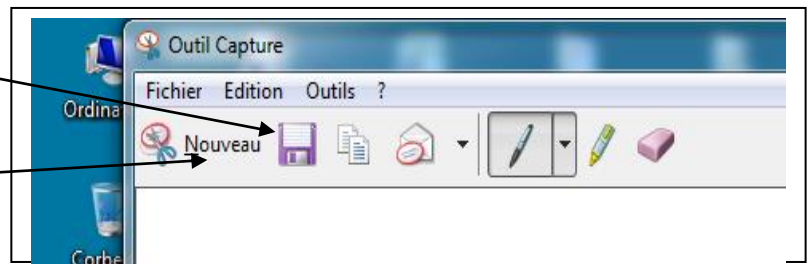 Outil Capture
Fichier Edition Outils ?
Ordina
Nouveau
Corbe